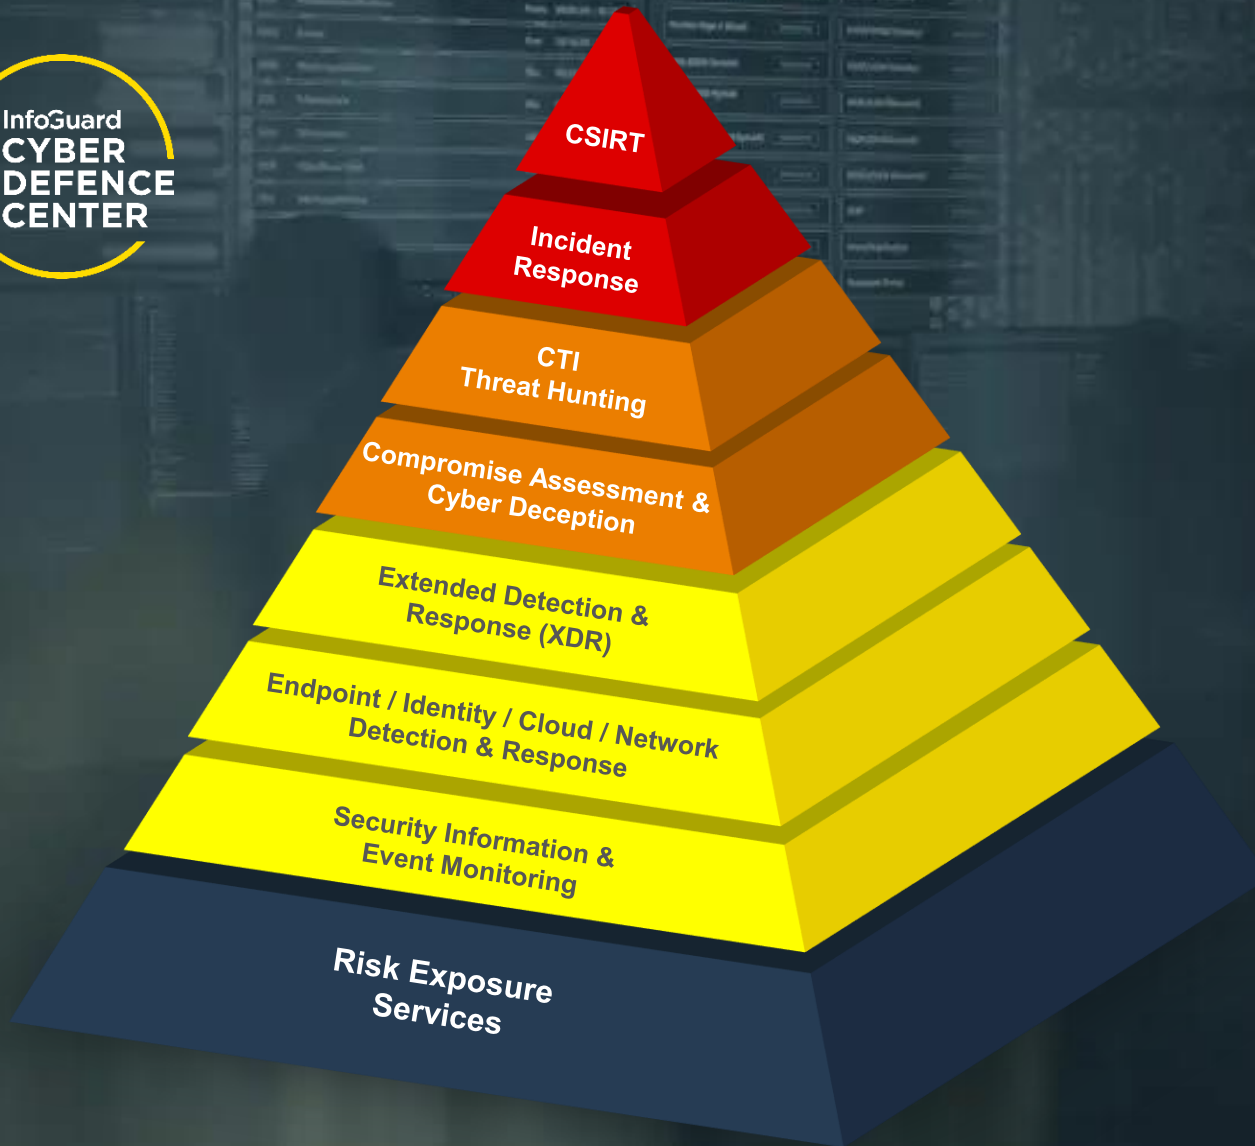 InfoGuard
CYBER
DEFENCE
CENTER
CSIRT
Incident
Response
CTI
Threat Hunting
Compromise Assessment &
Cyber Deception
Extended Detection &
Response (XDR)
Endpoint / Identity / Cloud / Network
Detection & Response
Security Information &
Event Monitoring
Risk Exposure
Services